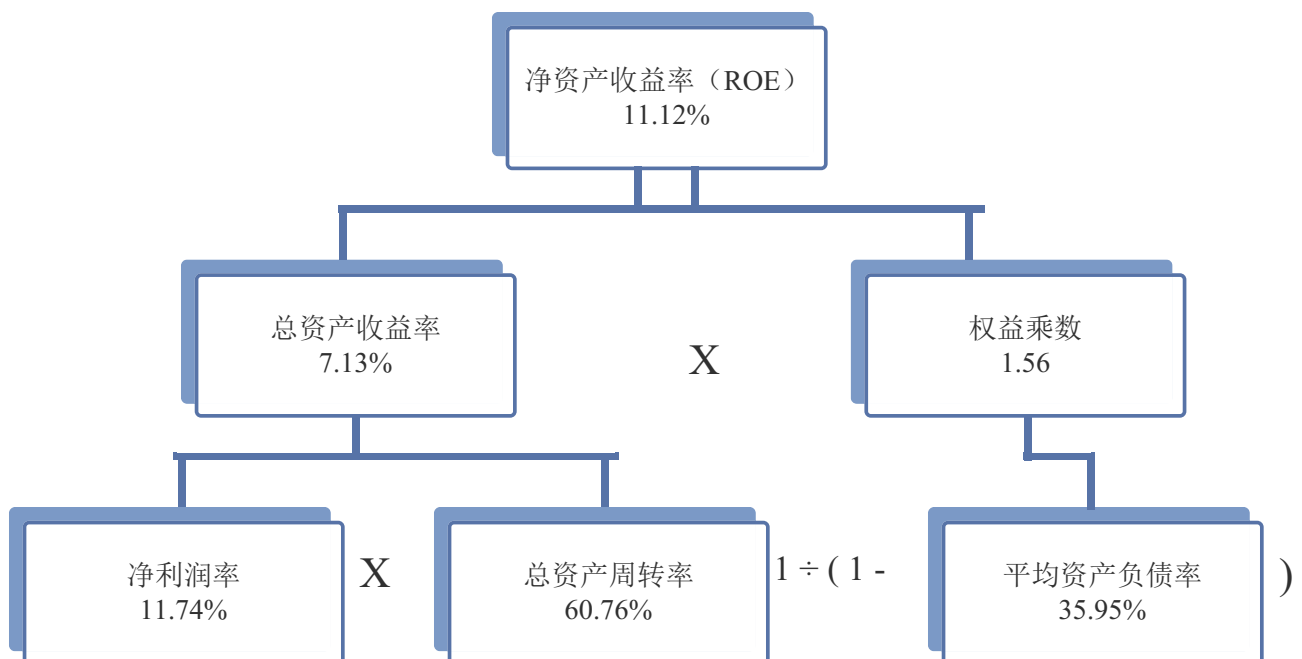 净资产收益率（ROE）
11.12%
总资产收益率
7.13%
X
权益乘数
1.56
净利润率
11.74%
X
总资产周转率
60.76%
1 ÷ ( 1 -
平均资产负债率
35.95%
)